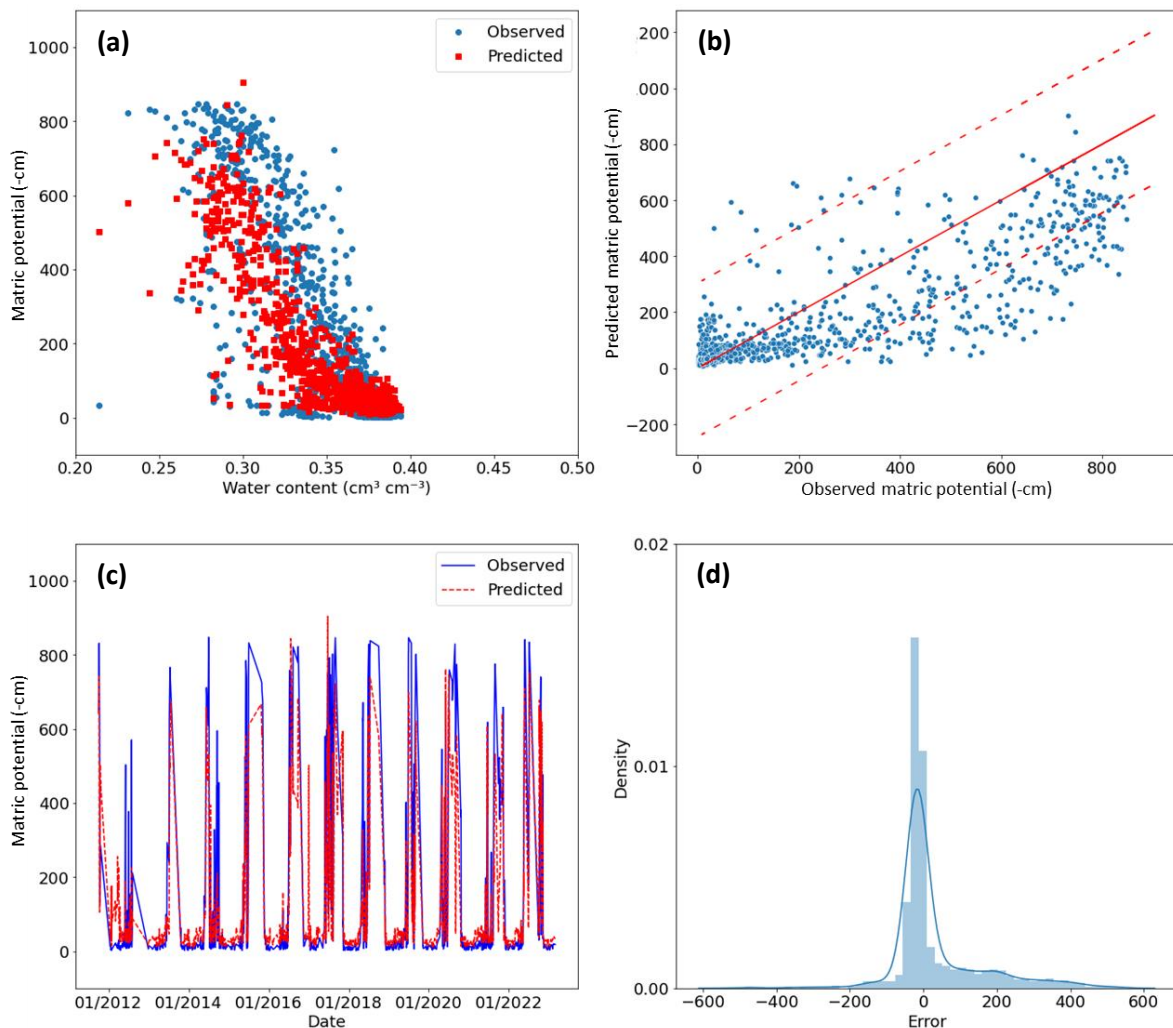 (a)
Observed
Predicted
1000
800
600
400
200
0
0.20 0.25 0.30 0.35 0.40 0.45 0.50
Matric potential (-cm)
Water content (cm³ cm⁻³)
(b)
200
000
800
600
400
200
0
−200
0 200 400 600 800
Predicted matric potential (-cm)
Observed matric potential (-cm)
(c)
Observed
Predicted
1000
800
600
400
200
0
01/2012 01/2014 01/2016 01/2018 01/2020 01/2022
Matric potential (-cm)
Date
(d)
0.02
0.01
0.00
−600 −400 −200 0 200 400 600
Density
Error